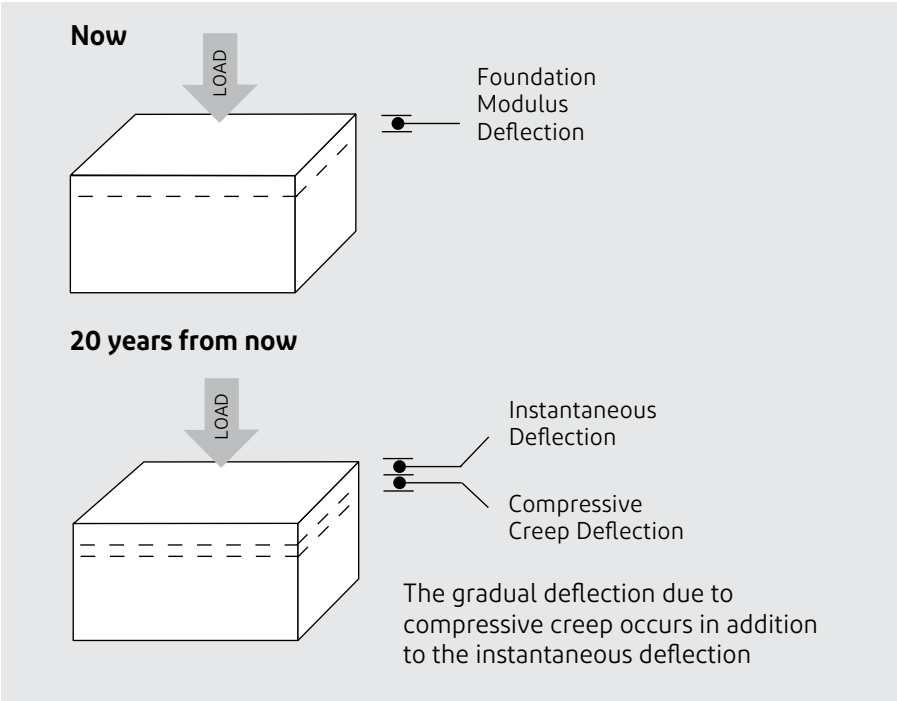 Now
LOAD
Foundation
Modulus
Deflection
20 years from now
LOAD
Instantaneous
Deflection
Compressive
Creep Deflection
The gradual deflection due to
compressive creep occurs in addition
to the instantaneous deflection